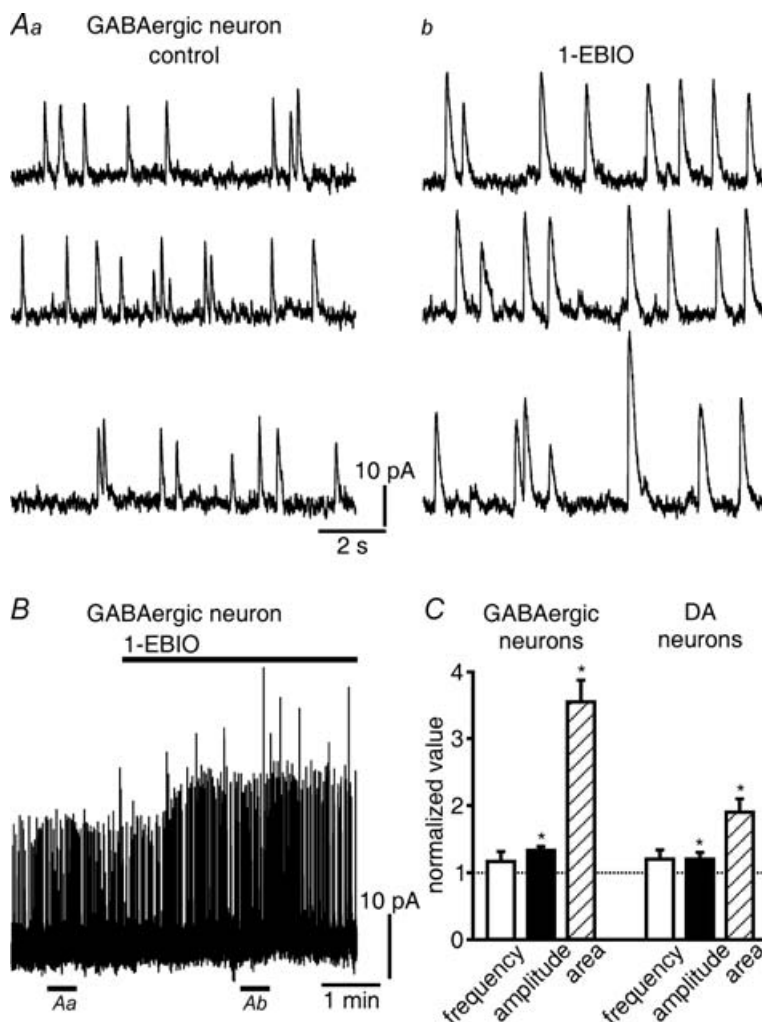 Aa
GABAergic neuron
control
b
1-EBIO
10 pA
2 s
B
GABAergic neuron
1-EBIO
10 pA
Aa
Ab
1 min
C
GABAergic
neurons
DA
neurons
normalized value
4
3
2
1
0
*
*
*
*
frequency
amplitude
area
frequency
amplitude
area